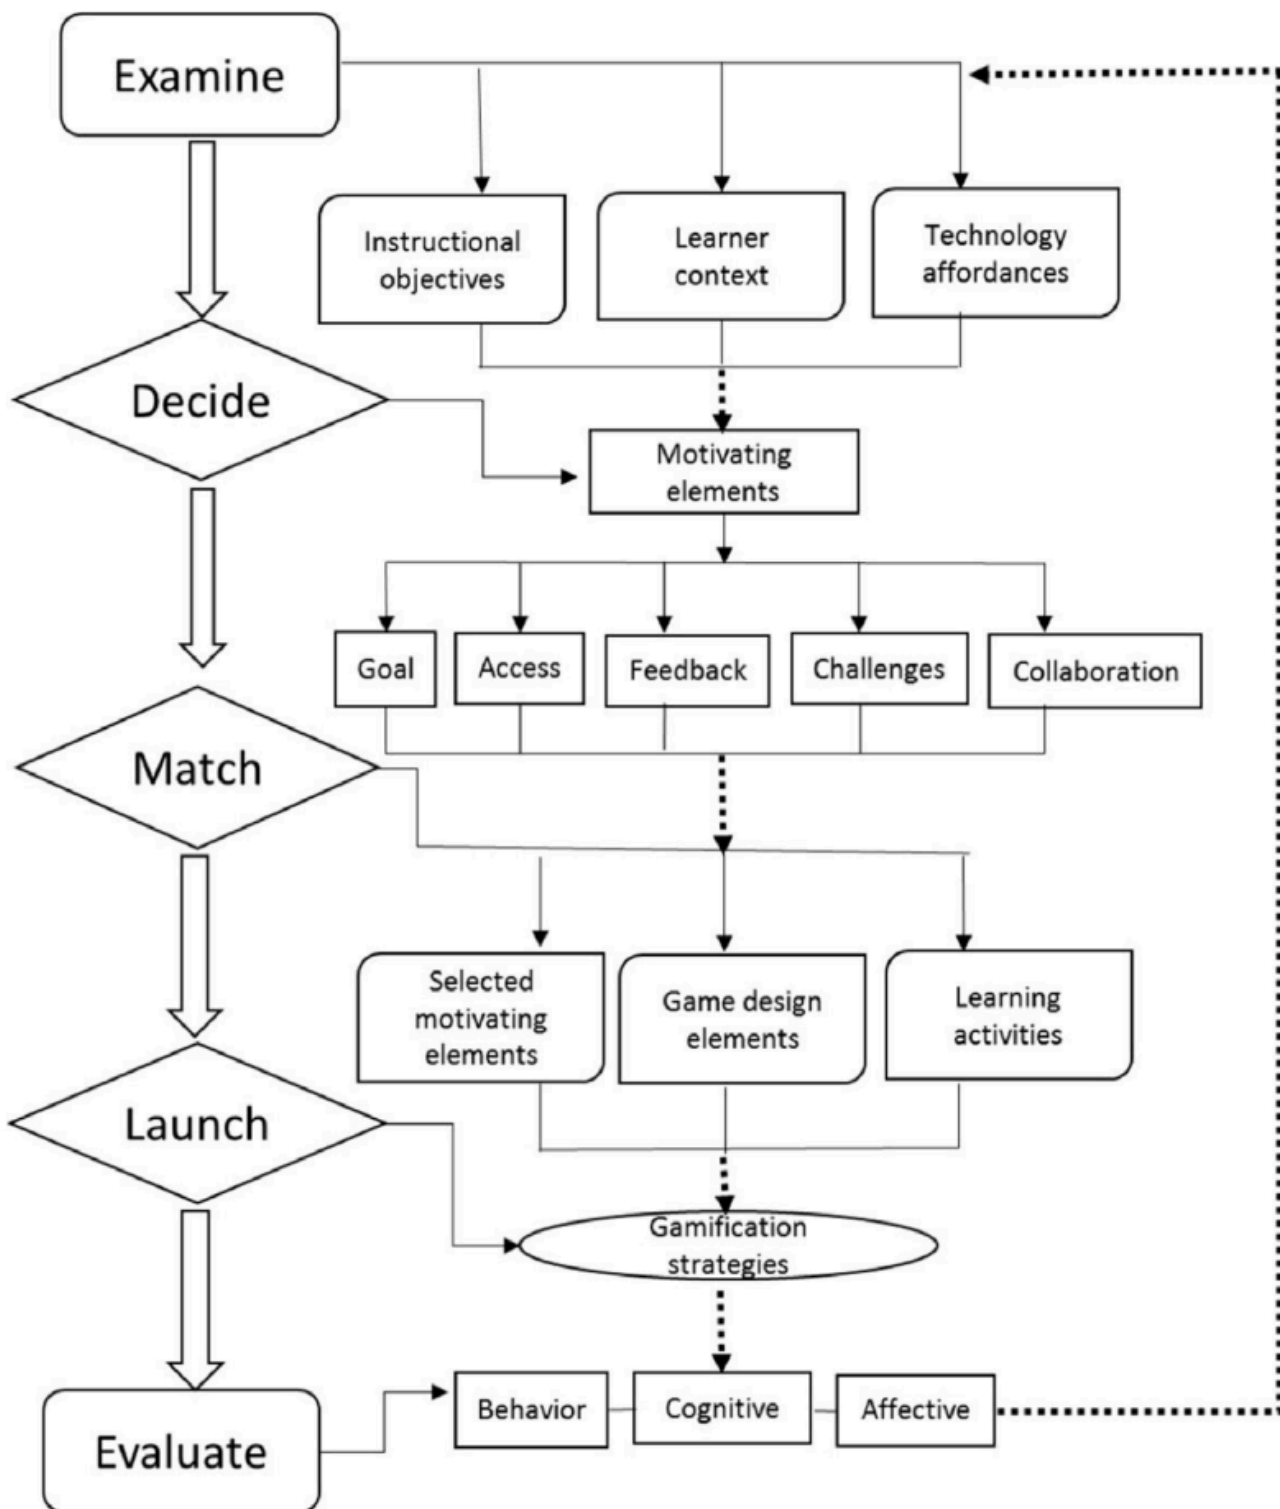 Examine
Instructional
objectives
Learner
context
Technology
affordances
Decide
Motivating
elements
Goal
Access
Feedback
Challenges
Collaboration
Match
Selected
motivating
elements
Game design
elements
Learning
activities
Launch
Gamification
strategies
Behavior
Cognitive
Affective
Evaluate